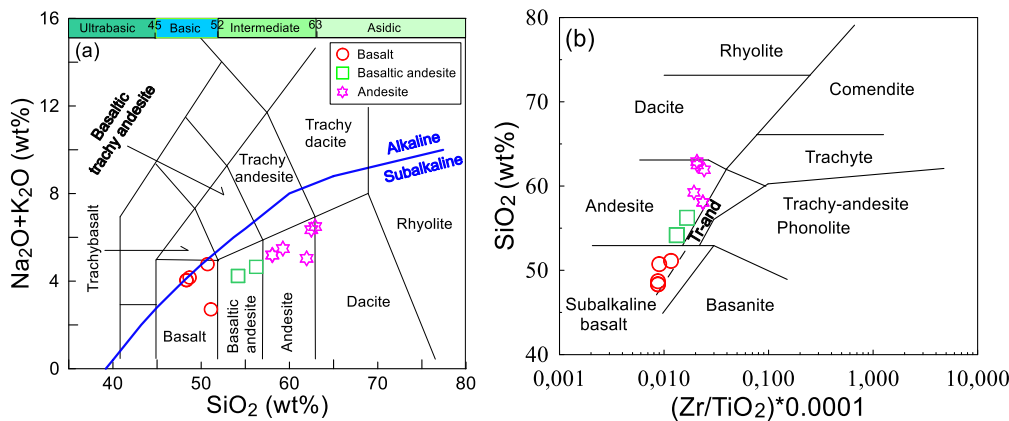 45 52 63
Ultrabasic Basic Intermediate Asidic
(a)
Basalt
Basaltic andesite
Andesite
Basaltic
trachy andesite
Trachy
dacite
Alkaline
Subalkaline
Trachy
andesite
Trachybasalt
Rhyolite
Basalt
Basaltic
andesite
Andesite
Dacite
16
12
8
4
0
Na2O+K2O (wt%)
40 50 60 70 80
SiO2 (wt%)
(b)
Rhyolite
Comendite
Dacite
Trachyte
Andesite
Tr-and
Trachy-andesite
Phonolite
Subalkaline
basalt
Basanite
80
70
60
50
40
SiO2 (wt%)
0,001 0,010 0,100 1,000 10,000
(Zr/TiO2)*0.0001